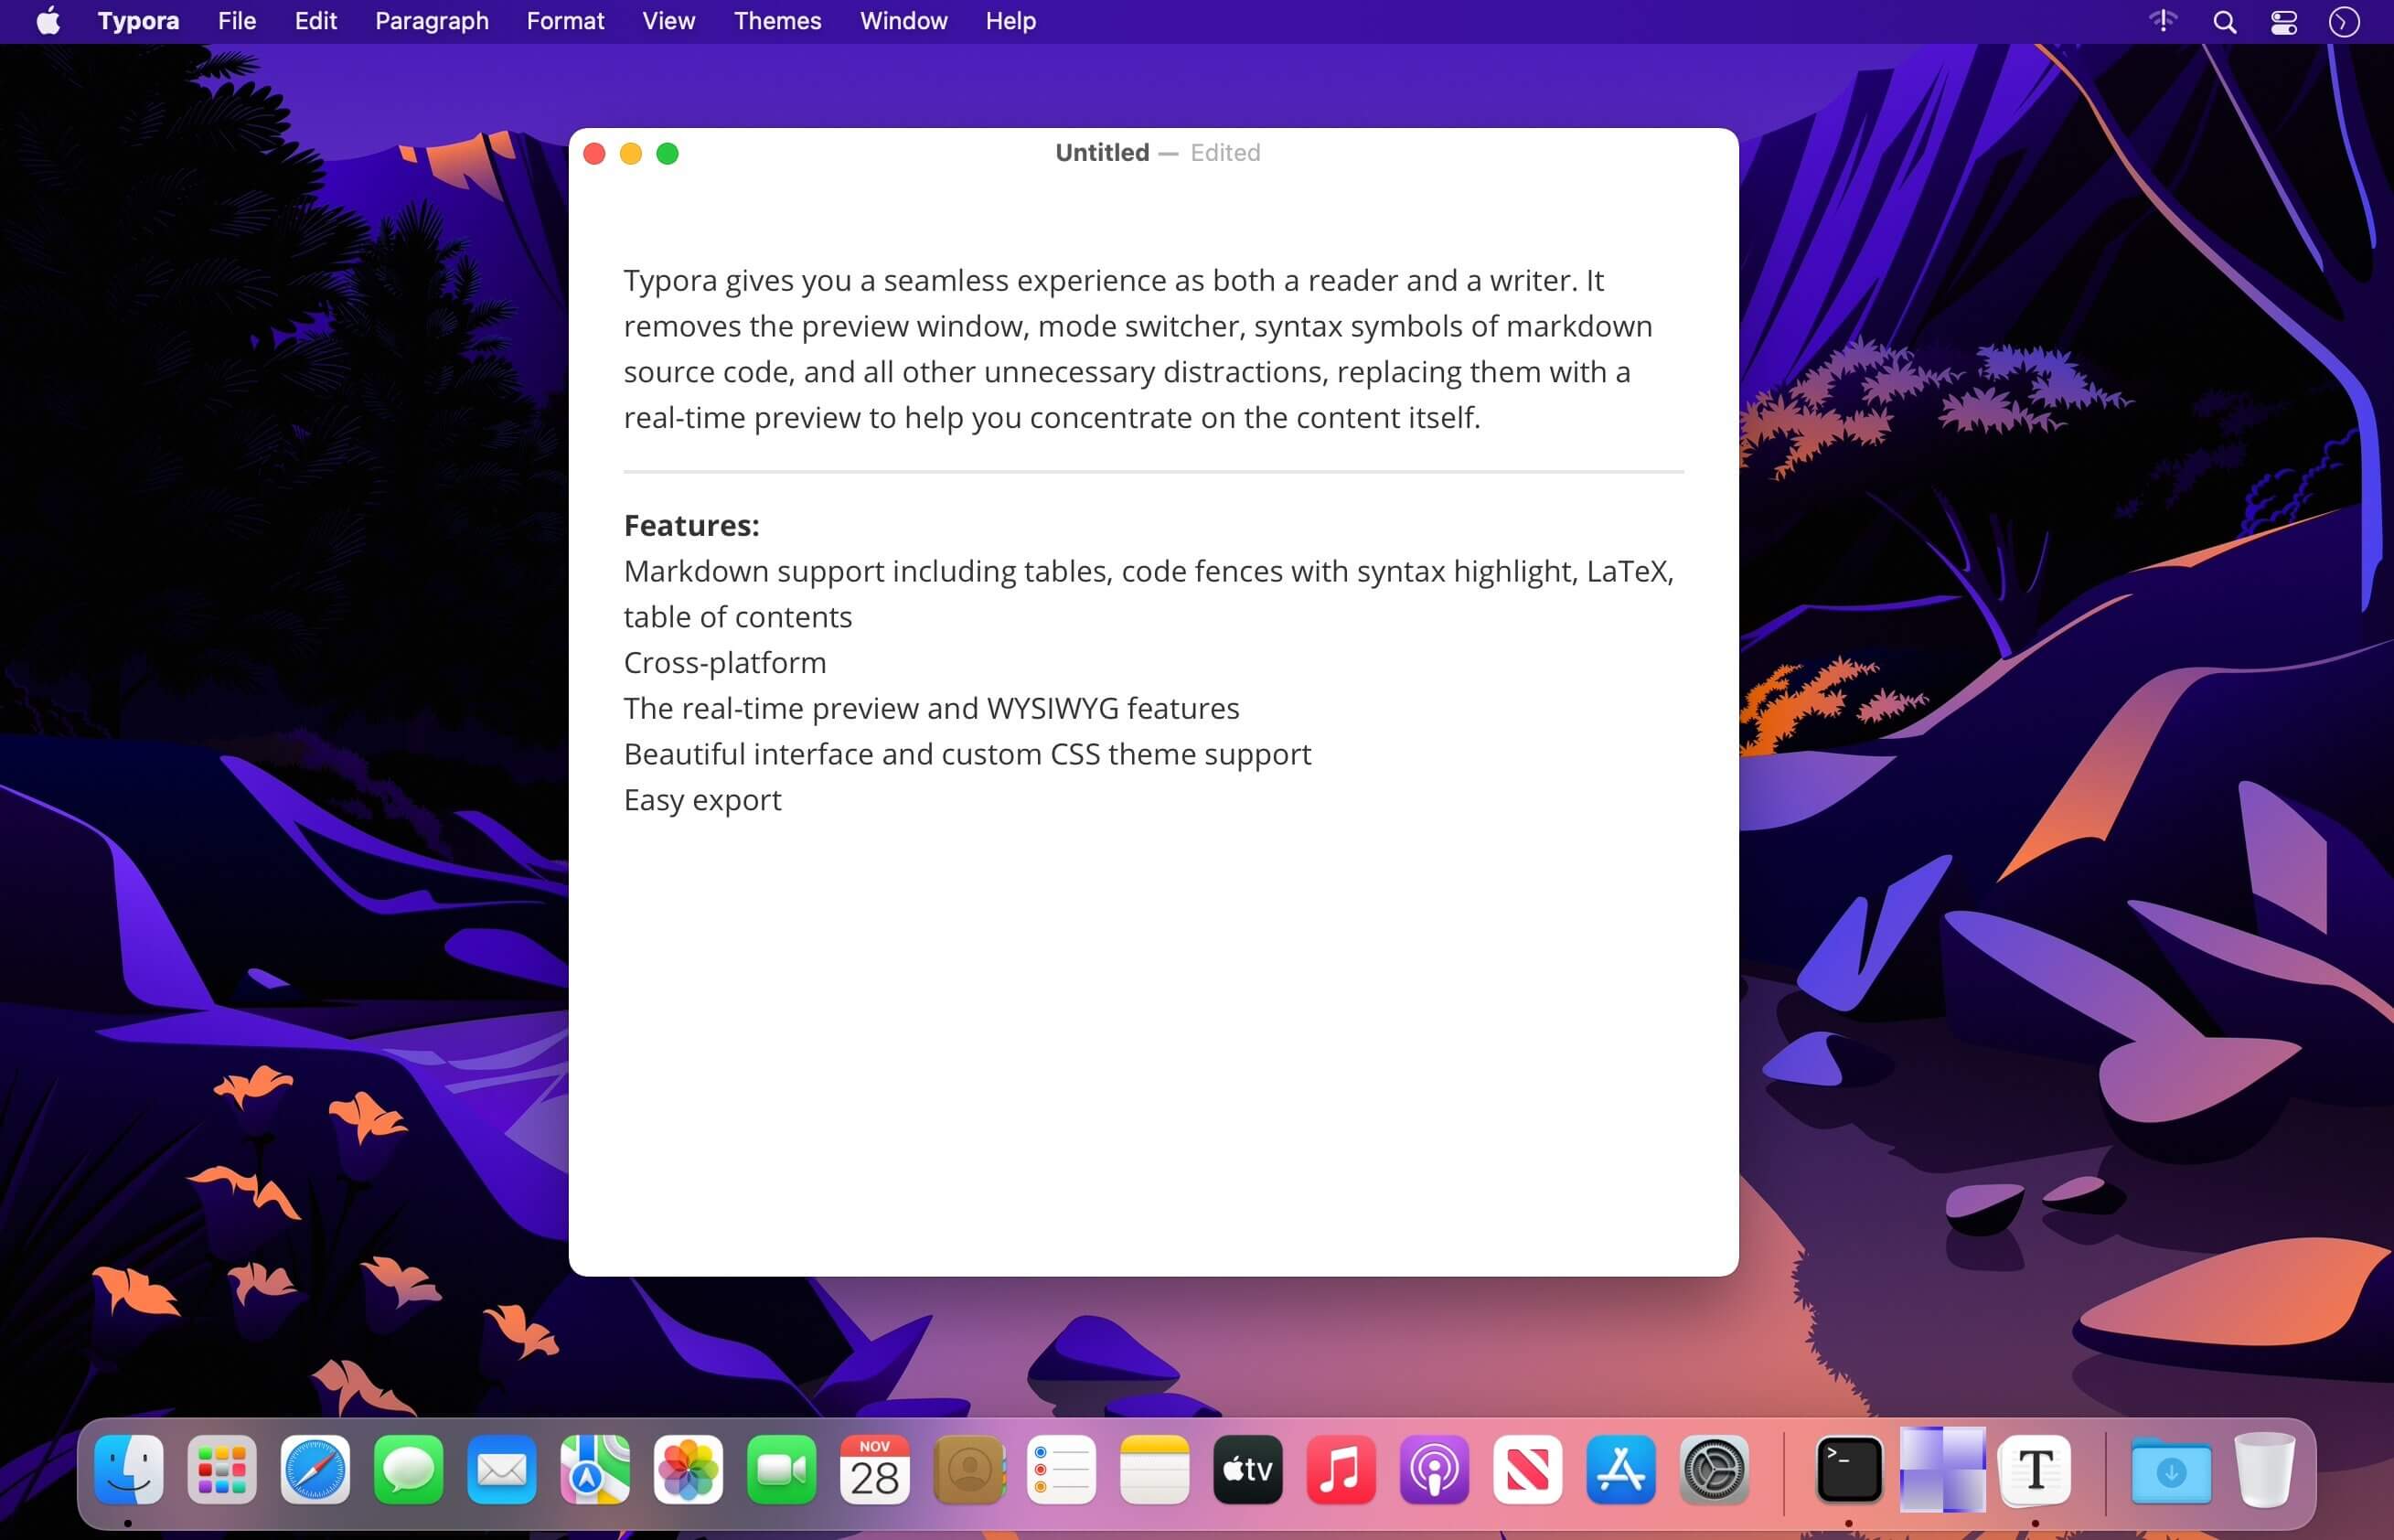 Typora File Edit Paragraph Format View Themes Window Help
Untitled — Edited
Typora gives you a seamless experience as both a reader and a writer. It
removes the preview window, mode switcher, syntax symbols of markdown
source code, and all other unnecessary distractions, replacing them with a
real-time preview to help you concentrate on the content itself.
Features:
Markdown support including tables, code fences with syntax highlight, LaTeX,
table of contents
Cross-platform
The real-time preview and WYSIWYG features
Beautiful interface and custom CSS theme support
Easy export
NOV
28
tv
>_
T